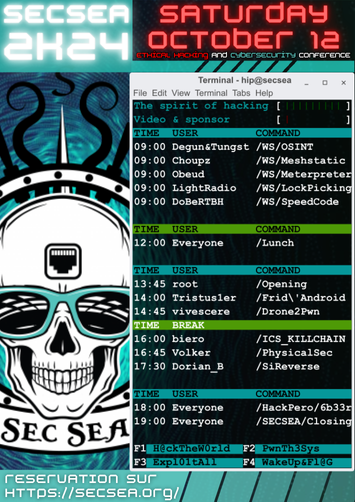 SECSEA
2K24
SATURDAY
OCTOBER 12
ETHICAL HACKING AND CYBERSECURITY CONFERENCE
Terminal - hip@secsea
File Edit View Terminal Tabs Help
The spirit of hacking [||||||||||]
Video & sponsor [| ]
TIME USER COMMAND
09:00 Degun&Tungst /WS/OSINT
09:00 Choupz /WS/Meshstatic
09:00 Obeud /WS/Meterpreter
09:00 LightRadio /WS/LockPicking
09:00 DoBeRTBH /WS/SpeedCode
TIME USER COMMAND
12:00 Everyone /Lunch
TIME USER COMMAND
13:45 root /Opening
14:00 Tristus1er /Frid\'Android
14:45 vivescere /Drone2Pwn
TIME BREAK
16:00 biero /ICS_KILLCHAIN
16:45 Volker /PhysicalSec
17:30 Dorian_B /SiReverse
TIME USER COMMAND
18:00 Everyone /HackPero/6b33r
19:00 Everyone /SECSEA/Closing
F1 H@ckTheW0rld F2 PwnTh3Sys
F3 Expl01tAll F4 WakeUp&Fl@G
SEC SEA
RESERVATION SUR
HTTPS://SECSEA.ORG/